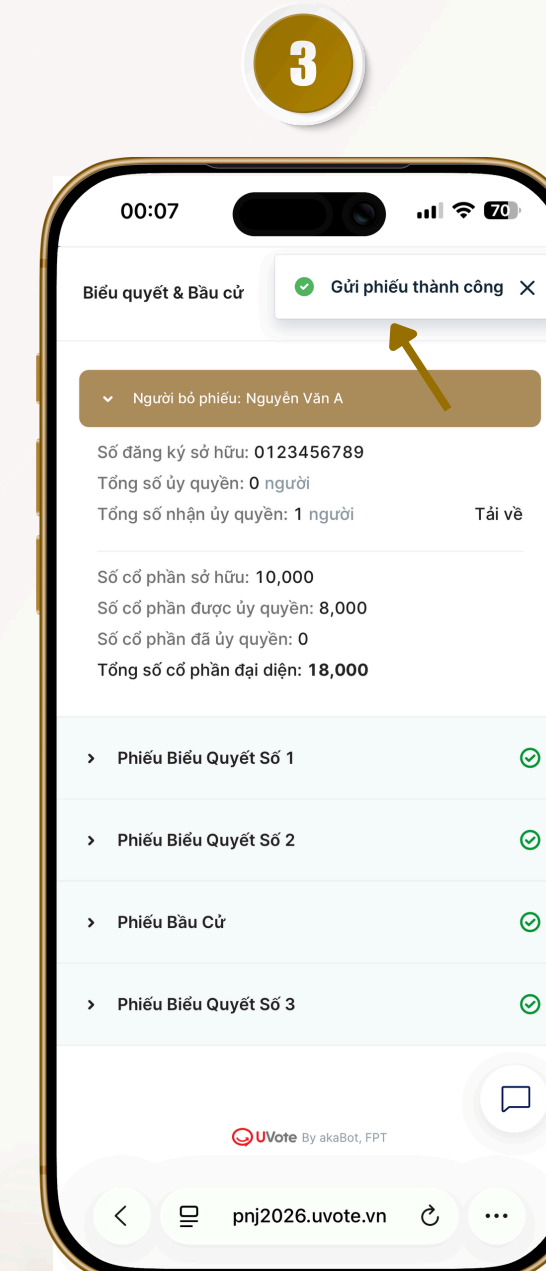 3
00:07
70
Biểu quyết & Bầu cử
Gửi phiếu thành công
Người bỏ phiếu: Nguyễn Văn A
Số đăng ký sở hữu: 0123456789
Tổng số ủy quyền: 0 người
Tổng số nhận ủy quyền: 1 người Tải về
Số cổ phần sở hữu: 10,000
Số cổ phần được ủy quyền: 8,000
Số cổ phần đã ủy quyền: 0
Tổng số cổ phần đại diện: 18,000
Phiếu Biểu Quyết Số 1
Phiếu Biểu Quyết Số 2
Phiếu Bầu Cử
Phiếu Biểu Quyết Số 3
UVote By akaBot, FPT
pnj2026.uvote.vn